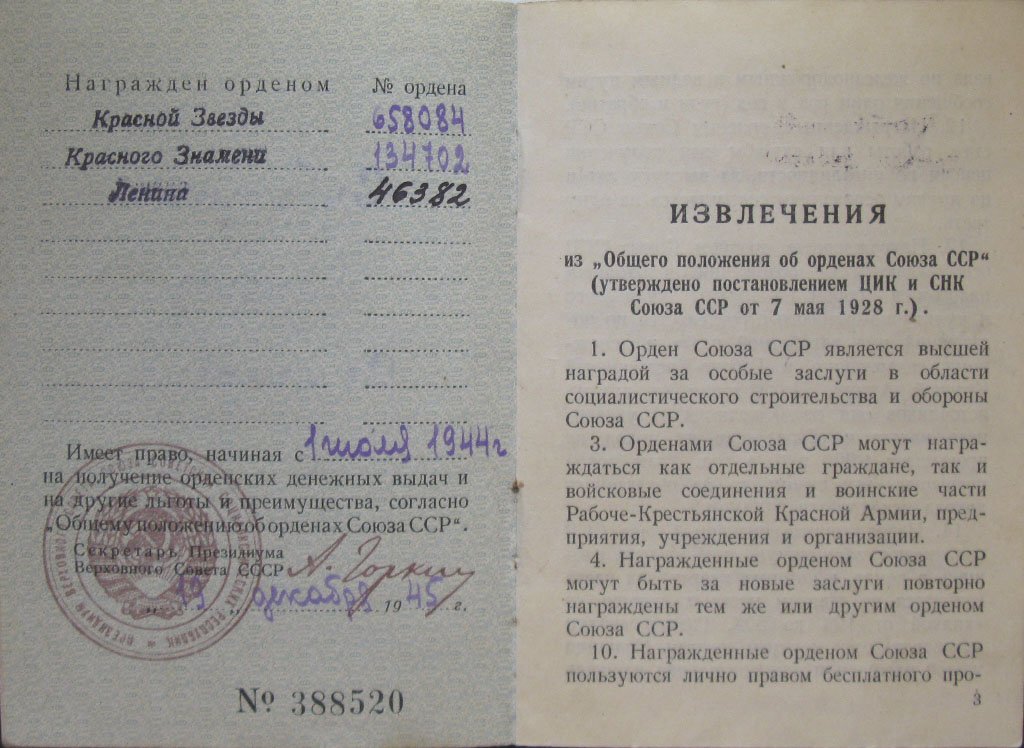 Награжден орденом № ордена
Красной Звезды 658084
Красного Знамени 134702
Ленина 46382
Имеет право, начиная с 1 июля 1944 г
на получение орденских денежных выдач и
на другие льготы и преимущества, согласно
„Общему положению об орденах Союза ССР“.
Секретарь Президиума
Верховного Совета СССР А. Горкин
„19„ декабря 1945 г.
№ 388520
ИЗВЛЕЧЕНИЯ
из „Общего положения об орденах Союза ССР“
(утверждено постановлением ЦИК и СНК
Союза ССР от 7 мая 1928 г.).
1. Орден Союза ССР является высшей
наградой за особые заслуги в области
социалистического строительства и обороны
Союза ССР.
3. Орденами Союза ССР могут награ-
ждаться как отдельные граждане, так и
войсковые соединения и воинские части
Рабоче-Крестьянской Красной Армии, пред-
приятия, учреждения и организации.
4. Награжденные орденом Союза ССР
могут быть за новые заслуги повторно
награждены тем же или другим орденом
Союза ССР.
10. Награжденные орденом Союза ССР
пользуются лично правом бесплатного про-
3